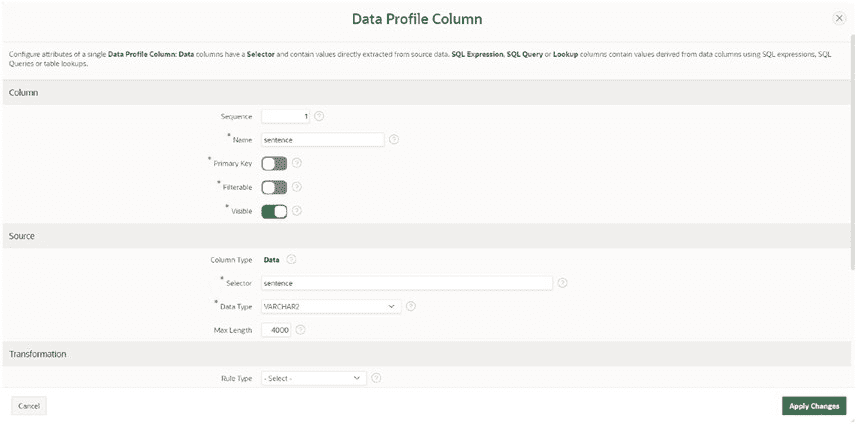 Data Profile Column
Configure attributes of a single Data Profile Column: Data columns have a Selector and contain values directly extracted from source data. SQL Expression, SQL Query or Lookup columns contain values derived from data columns using SQL expressions, SQL
Queries or table lookups.
Column
Sequence 1
* Name sentence
* Primary Key
* Filterable
* Visible
Source
Column Type Data
* Selector sentence
* Data Type VARCHAR2
Max Length 4000
Transformation
Rule Type - Select -
Cancel Apply Changes